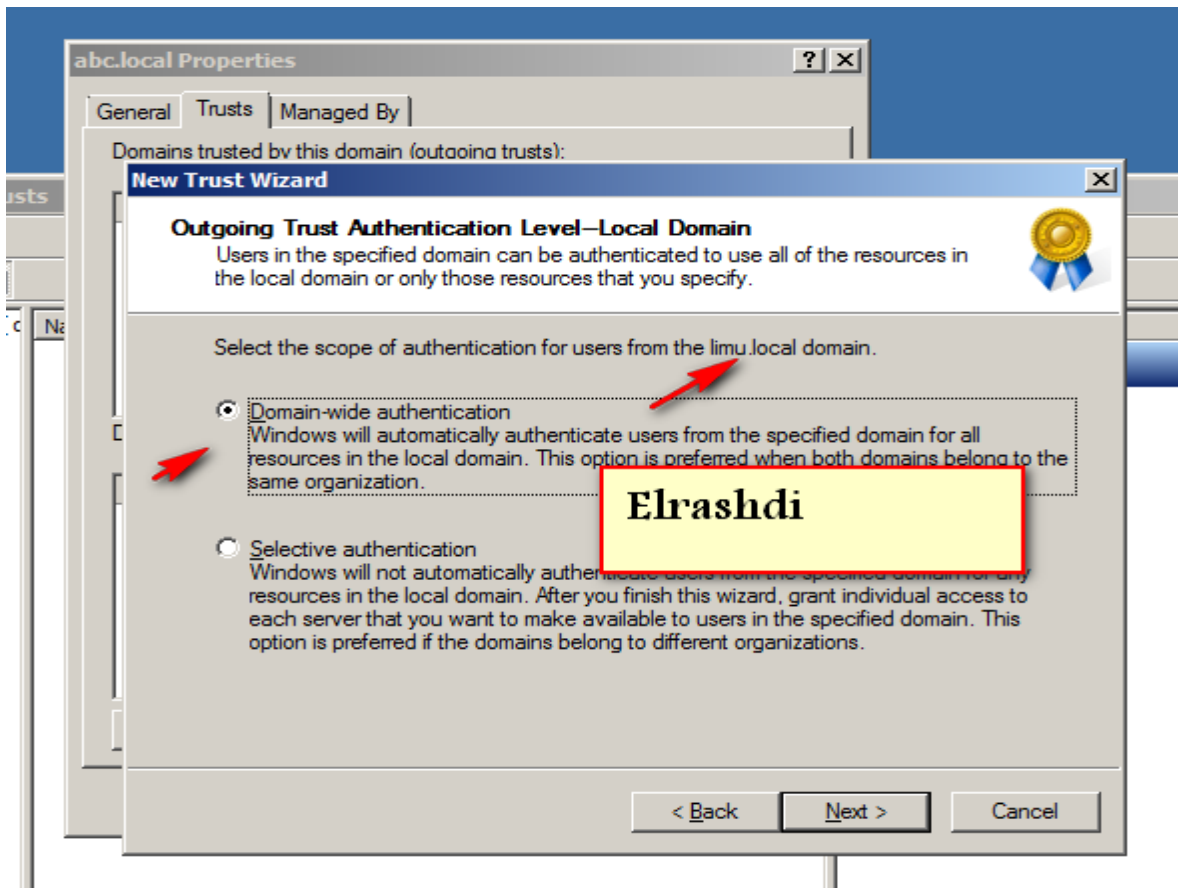 abc.local Properties
General
Trusts
Managed By
Domains trusted by this domain (outgoing trusts):
New Trust Wizard
Outgoing Trust Authentication Level–Local Domain
Users in the specified domain can be authenticated to use all of the resources in
the local domain or only those resources that you specify.
Select the scope of authentication for users from the limu.local domain.
Domain-wide authentication
Windows will automatically authenticate users from the specified domain for all
resources in the local domain. This option is preferred when both domains belong to the
same organization.
Elrashdi
Selective authentication
Windows will not automatically authenticate users from the specified domain for any
resources in the local domain. After you finish this wizard, grant individual access to
each server that you want to make available to users in the specified domain. This
option is preferred if the domains belong to different organizations.
< Back
Next >
Cancel